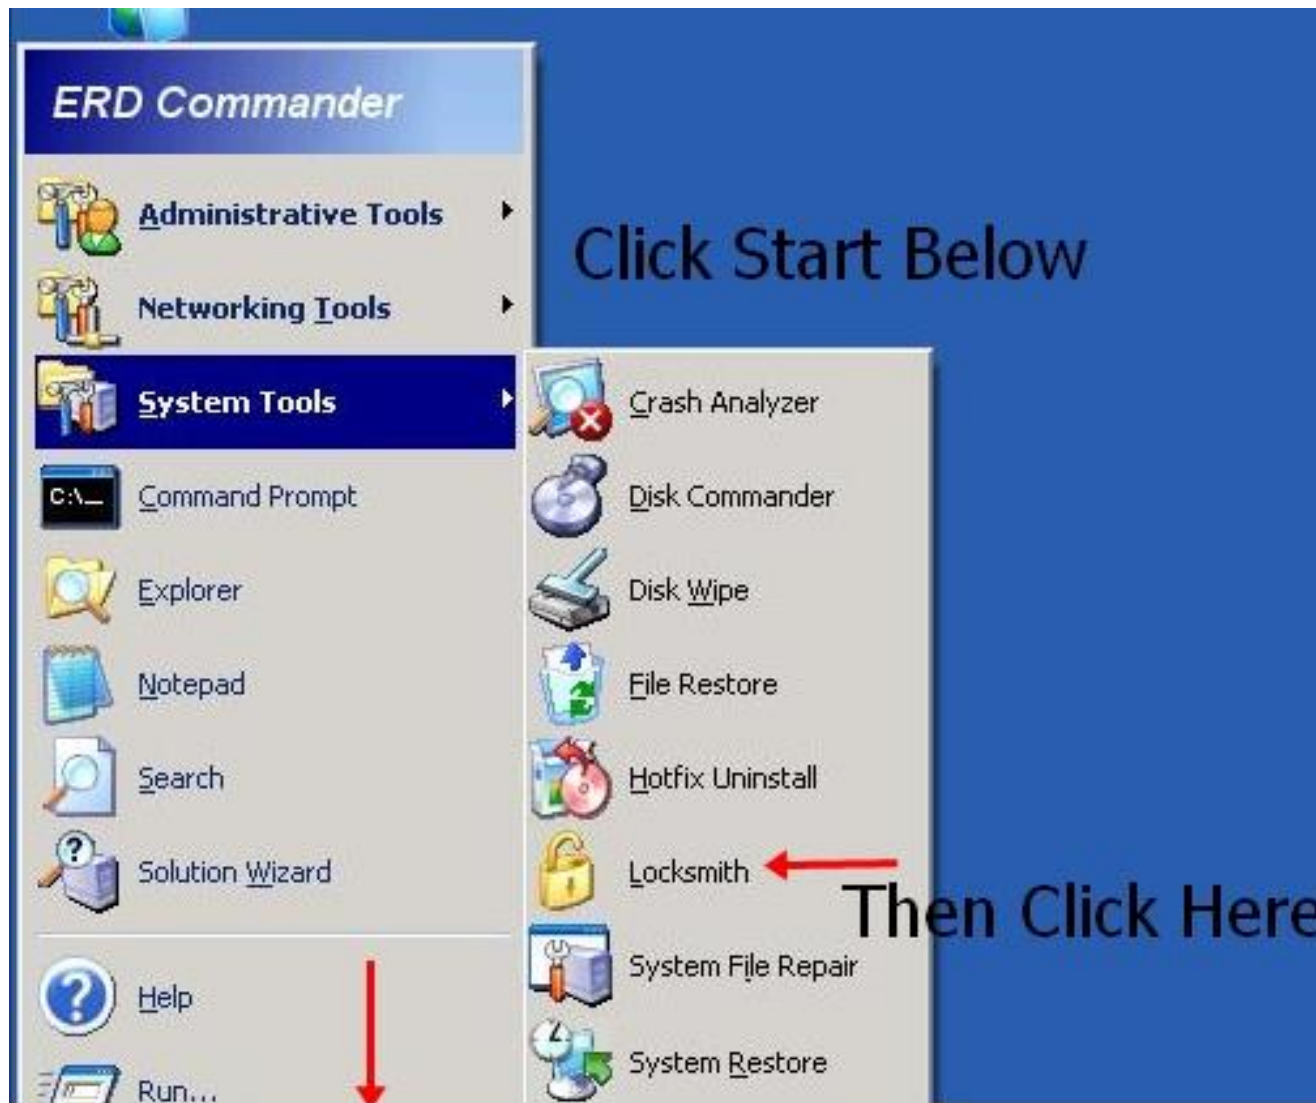 ERD Commander
Administrative Tools
Click Start Below
Networking Tools
System Tools
Crash Analyzer
C:\_
Command Prompt
Disk Commander
Explorer
Disk Wipe
Notepad
File Restore
Search
Hotfix Uninstall
Solution Wizard
Locksmith
Then Click Here
System File Repair
Help
System Restore
Run...